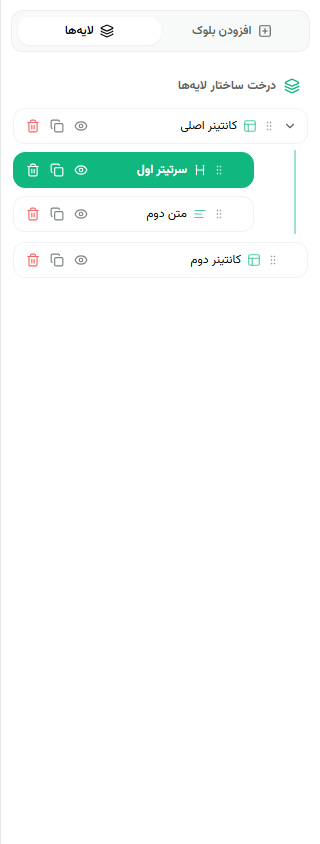 افزودن بلوک
لایه‌ها
درخت ساختار لایه‌ها
کانتینر اصلی
سرتیتر اول
متن دوم
کانتینر دوم